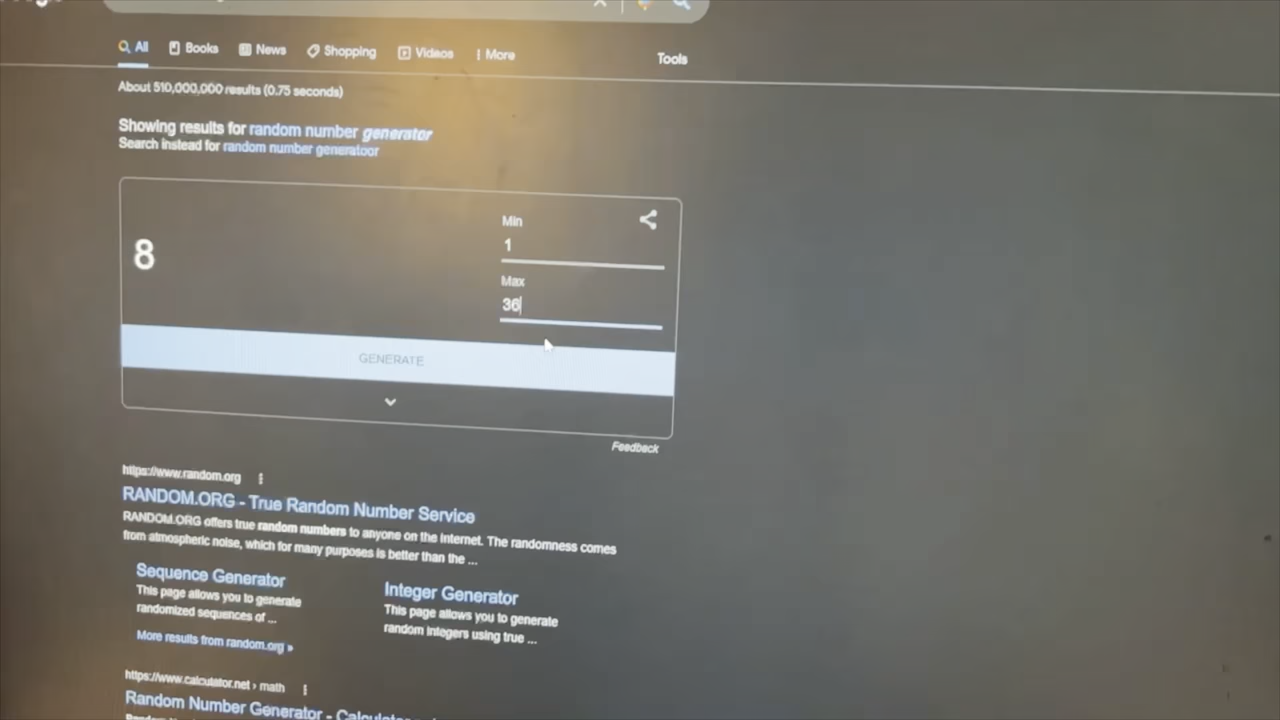 All Books News Shopping Videos More Tools
About 510,000,000 results (0.75 seconds)
Showing results for random number generator
Search instead for random number generatoor
Min
1
8
Max
36
GENERATE
Feedback
https://www.random.org
RANDOM.ORG - True Random Number Service
RANDOM.ORG offers true random numbers to anyone on the Internet. The randomness comes
from atmospheric noise, which for many purposes is better than the ...
Sequence Generator
This page allows you to generate
randomized sequences of ...
Integer Generator
This page allows you to generate
random integers using true ...
More results from random.org »
https://www.calculator.net › math
Random Number Generator -